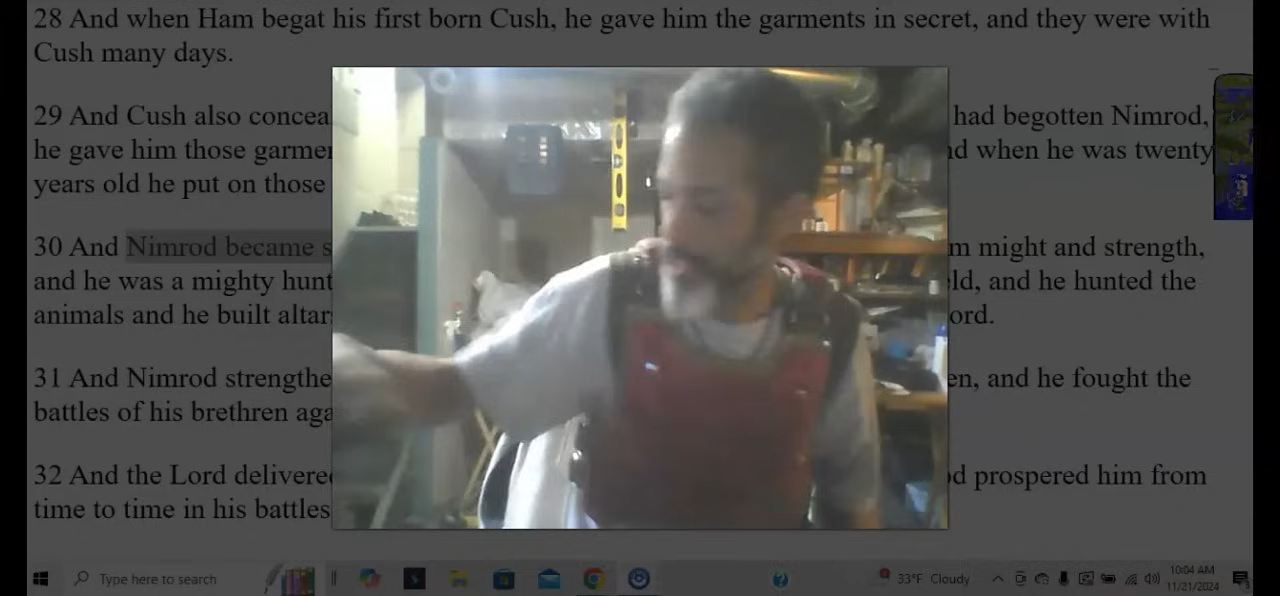 28 And when Ham begat his first born Cush, he gave him the garments in secret, and they were with
Cush many days.
29 And Cush also concea had begotten Nimrod,
he gave him those garme d when he was twenty
years old he put on those
30 And Nimrod became s m might and strength,
and he was a mighty hunt ld, and he hunted the
animals and he built altar ord.
31 And Nimrod strengthe en, and he fought the
battles of his brethren aga
32 And the Lord delivere d prospered him from
time to time in his battles
Type here to search
33°F Cloudy
10:04 AM
11/21/2024